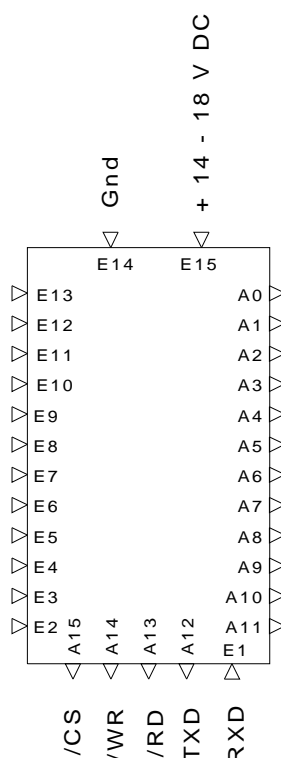 Gnd
+ 14 - 18 V DC
E14 E15
E13 A0
E12 A1
E11 A2
E10 A3
E9 A4
E8 A5
E7 A6
E6 A7
E5 A8
E4 A9
E3 A10
E2 A15 A14 A13 A12 A11
E1
/CS
/WR
/RD
TXD
RXD